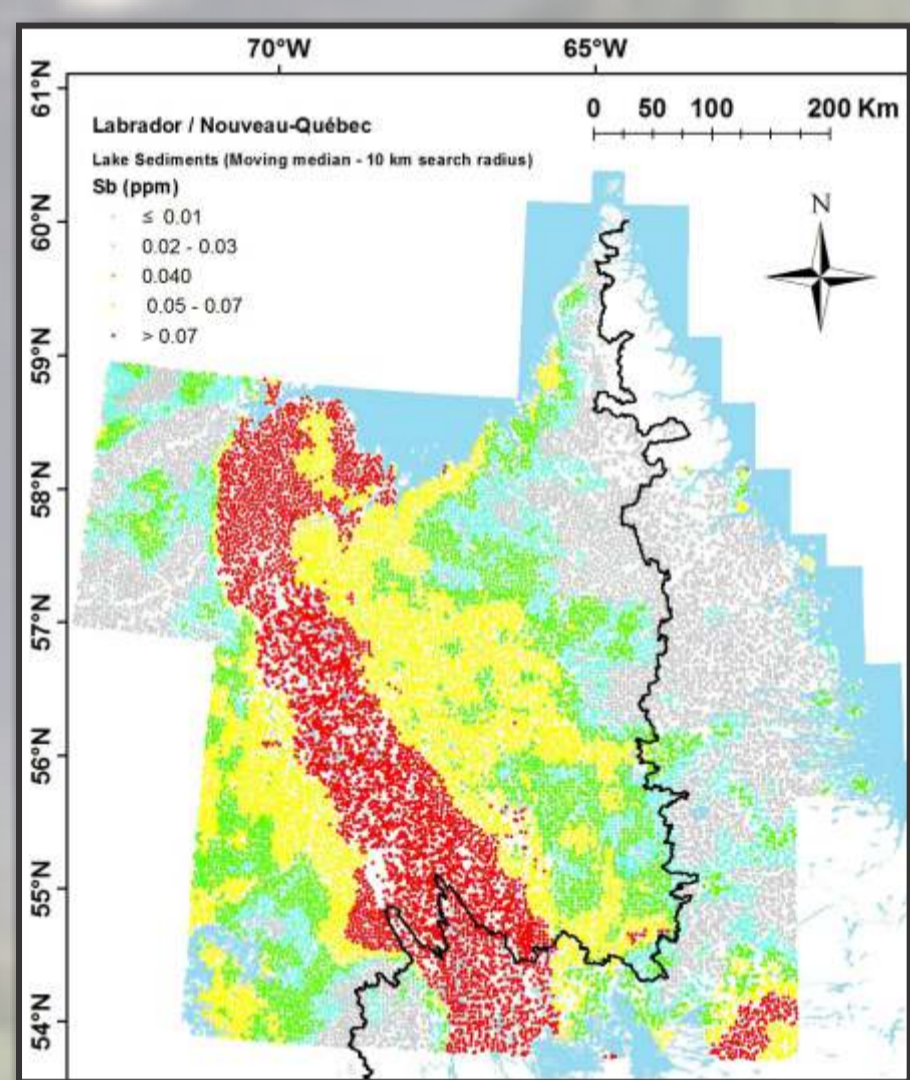 70°W 65°W
61°N
0 50 100 200 Km
Labrador / Nouveau-Québec
Lake Sediments (Moving median - 10 km search radius)
Sb (ppm)
≤ 0.01
0.02 - 0.03
0.040
0.05 - 0.07
> 0.07
N
60°N
59°N
58°N
57°N
56°N
55°N
54°N